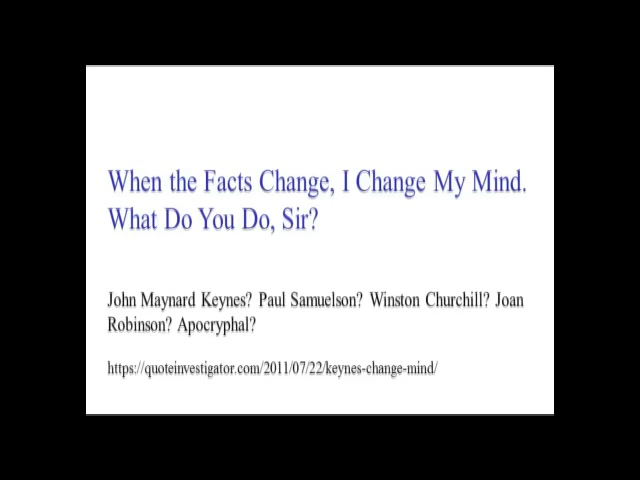 When the Facts Change, I Change My Mind.
What Do You Do, Sir?
John Maynard Keynes? Paul Samuelson? Winston Churchill? Joan
Robinson? Apocryphal?
https://quoteinvestigator.com/2011/07/22/keynes-change-mind/